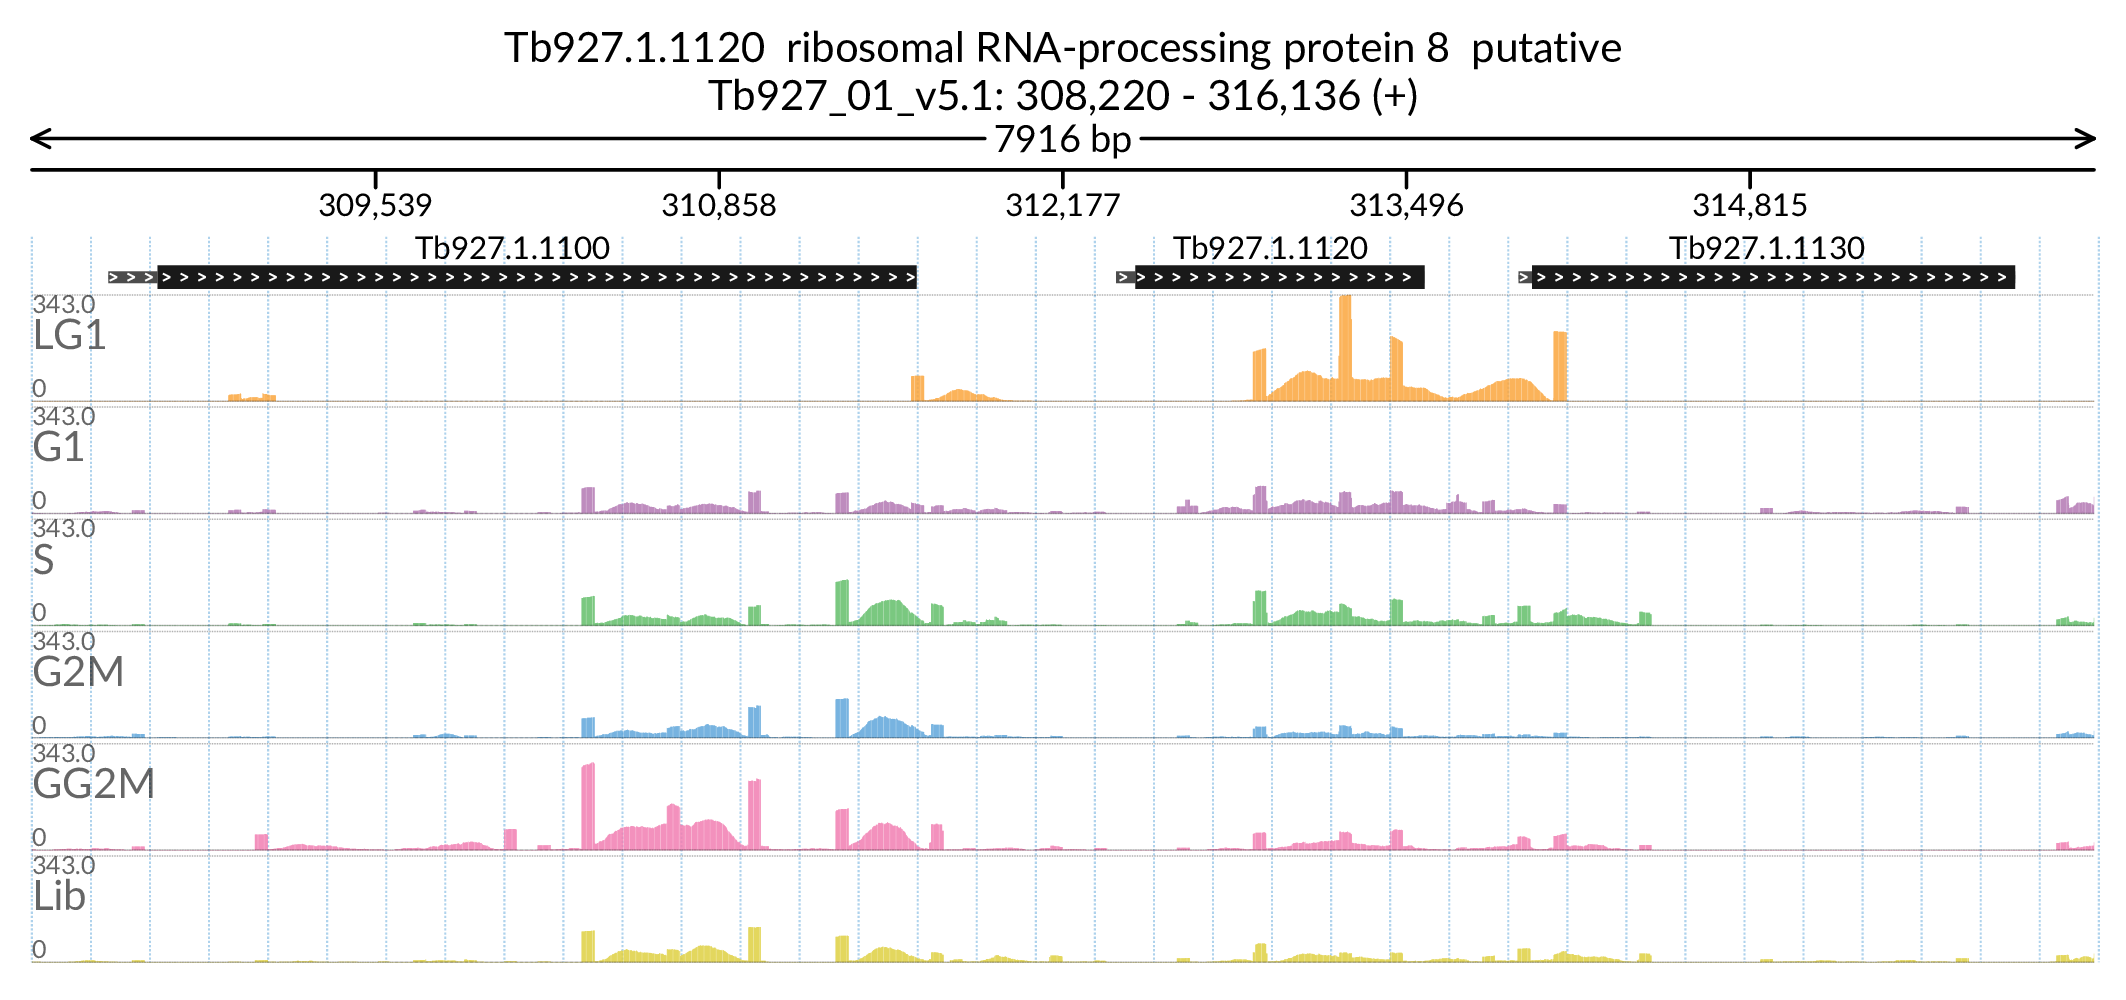 Tb927.1.1120  ribosomal RNA-processing protein 8  putative
Tb927_01_v5.1: 308,220 - 316,136 (+)
7916 bp
309,539 310,858 312,177 313,496 314,815
Tb927.1.1100 Tb927.1.1120 Tb927.1.1130
343.0
LG1
0
343.0
G1
0
343.0
S
0
343.0
G2M
0
343.0
GG2M
0
343.0
Lib
0